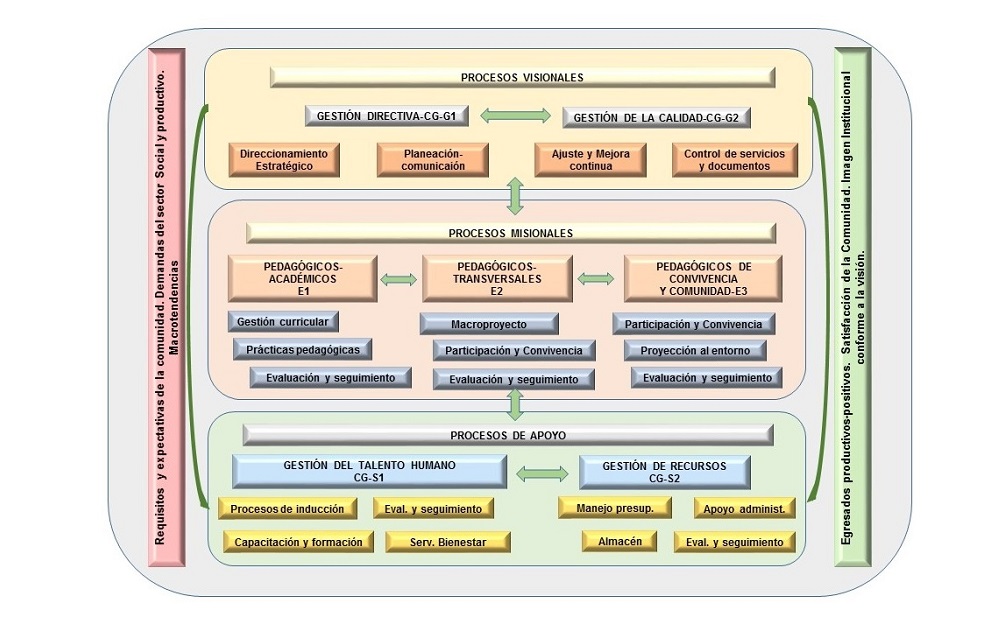 Requisitos y expectativas de la comunidad. Demandas del sector Social y productivo.
Macrotendencias
PROCESOS VISIONALES
GESTIÓN DIRECTIVA-CG-G1
GESTIÓN DE LA CALIDAD-CG-G2
Direccionamiento
Estratégico
Planeación-
comunicaión
Ajuste y Mejora
continua
Control de servicios
y documentos
PROCESOS MISIONALES
PEDAGÓGICOS-
ACADÉMICOS
E1
PEDAGÓGICOS-
TRANSVERSALES
E2
PEDAGÓGICOS DE
CONVIVENCIA
Y COMUNIDAD-E3
Gestión curricular
Prácticas pedagógicas
Evaluación y seguimiento
Macroproyecto
Participación y Convivencia
Evaluación y seguimiento
Participación y Convivencia
Proyección al entorno
Evaluación y seguimiento
PROCESOS DE APOYO
GESTIÓN DEL TALENTO HUMANO
CG-S1
GESTIÓN DE RECURSOS
CG-S2
Procesos de inducción
Eval. y seguimiento
Manejo presup.
Apoyo administ.
Capacitación y formación
Serv. Bienestar
Almacén
Eval. y seguimiento
Egresados productivos-positivos. Satisfacción de la Comunidad. Imagen Institucional
conforme a la visión.